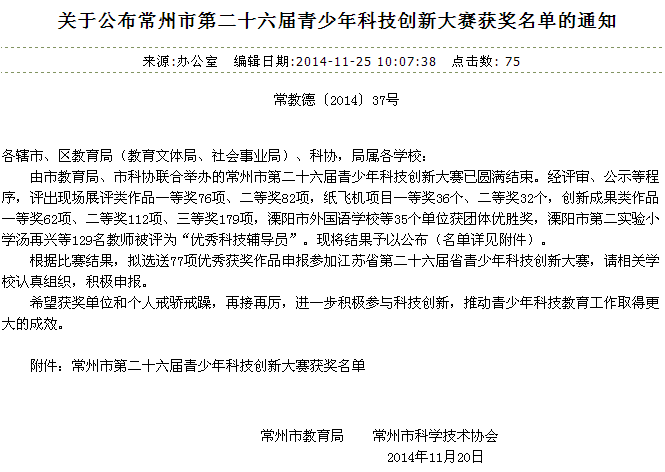 关于公布常州市第二十六届青少年科技创新大赛获奖名单的通知
来源:办公室 编辑日期:2014-11-25 10:07:38 点击数: 75
常教德〔2014〕37号
各辖市、区教育局（教育文体局、社会事业局）、科协，局属各学校：
由市教育局、市科协联合举办的常州市第二十六届青少年科技创新大赛已圆满结束。经评审、公示等程
序，评出现场展评类作品一等奖76项、二等奖82项，纸飞机项目一等奖36个、二等奖32个，创新成果类作品
一等奖62项、二等奖112项、三等奖179项，溧阳市外国语学校等35个单位获团体优胜奖，溧阳市第二实验小
学汤再兴等129名教师被评为“优秀科技辅导员”。现将结果予以公布（名单详见附件）。
根据比赛结果，拟选送77项优秀获奖作品申报参加江苏省第二十六届省青少年科技创新大赛，请相关学
校认真组织，积极申报。
希望获奖单位和个人戒骄戒躁，再接再厉，进一步积极参与科技创新，推动青少年科技教育工作取得更
大的成效。
附件：常州市第二十六届青少年科技创新大赛获奖名单
常州市教育局 常州市科学技术协会
2014年11月20日